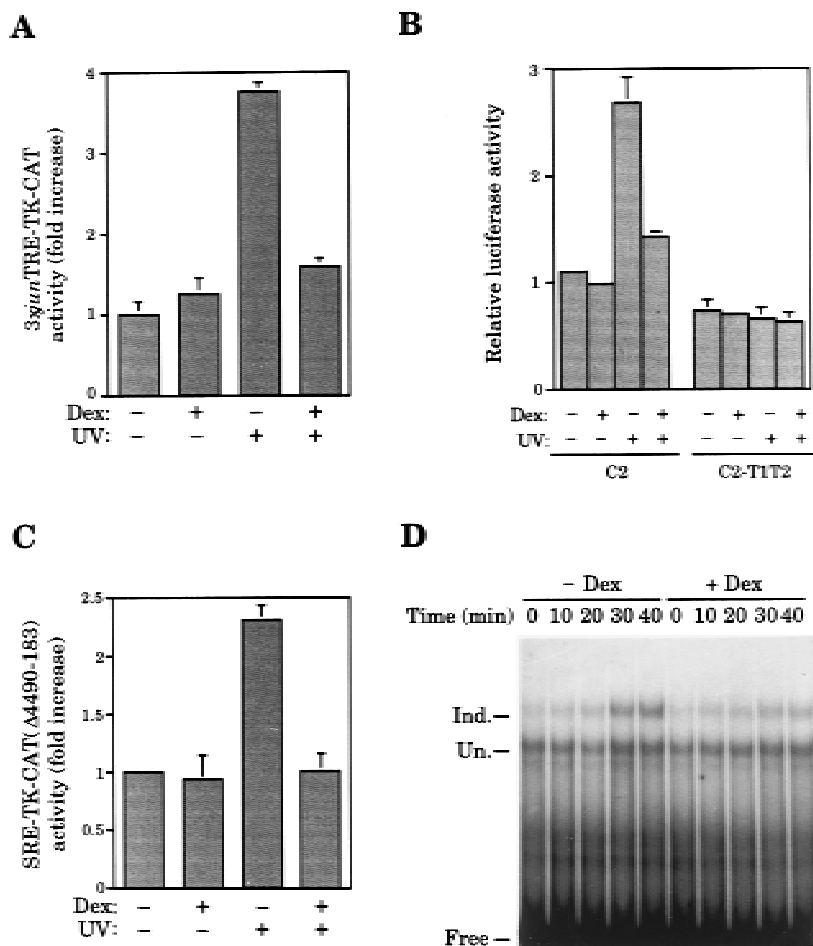 A
3xjunTRE-TK-CAT
activity (fold increase)
4
3
2
1
0
Dex: – + – +
UV: – – + +
B
Relative luciferase activity
3
2
1
0
Dex: – + – + – + – +
UV: – – + + – – + +
C2 C2-T1T2
C
SRE-TK-CAT(Δ4490-183)
activity (fold increase)
2.5
2
1.5
1
0.5
0
Dex: – + – +
UV: – – + +
D
– Dex + Dex
Time (min) 0 10 20 30 40 0 10 20 30 40
Ind. –
Un. –
Free –